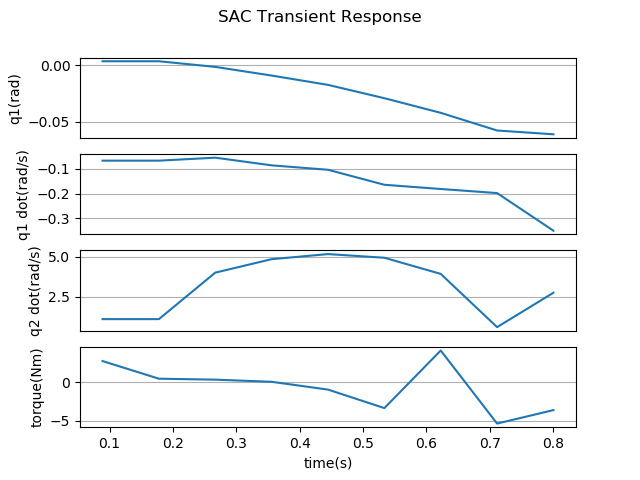 SAC Transient Response
0.00
−0.05
q1(rad)
−0.1
−0.2
−0.3
q1 dot(rad/s)
5.0
2.5
q2 dot(rad/s)
0
−5
torque(Nm)
0.1 0.2 0.3 0.4 0.5 0.6 0.7 0.8
time(s)